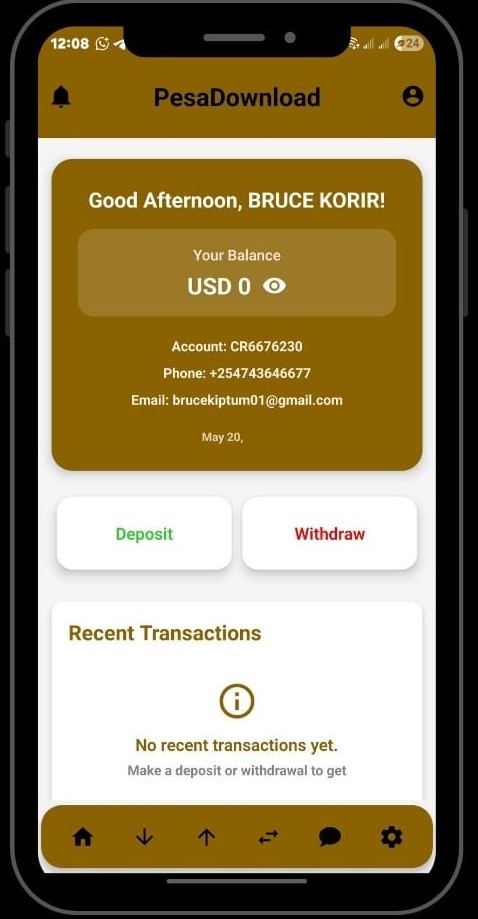 12:08 24
PesaDownload
Good Afternoon, BRUCE KORIR!
Your Balance
USD 0
Account: CR6676230
Phone: +254743646677
Email: brucekiptum01@gmail.com
May 20,
Deposit Withdraw
Recent Transactions
No recent transactions yet.
Make a deposit or withdrawal to get